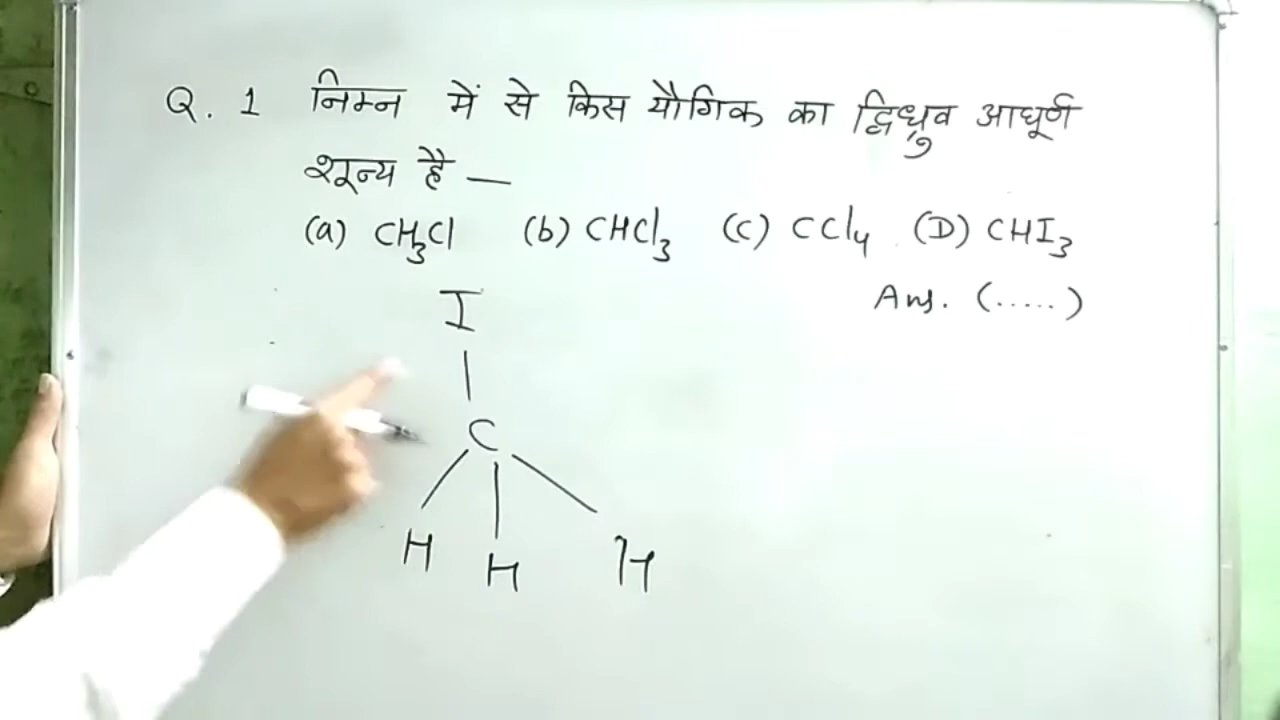 Q. 1 निम्न में से किस यौगिक का द्विध्रुव आघूर्ण
शून्य है —
(a) CH₃Cl (b) CHCl₃ (C) CCl₄ (D) CHI₃
Ans. (.....)
I
C
H H H